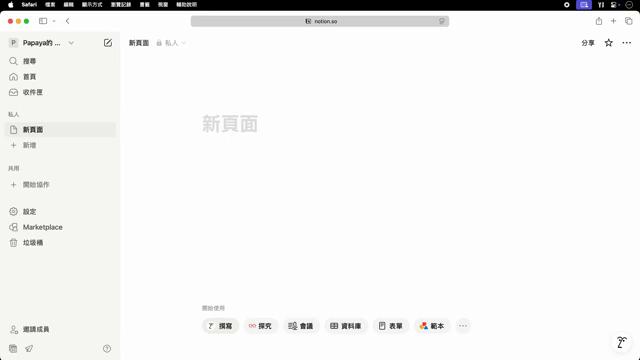 Safari 檔案 編輯 顯示方式 瀏覽記錄 書籤 視窗 輔助說明
notion.so
P Papaya的 ...
新頁面 私人
分享
搜尋
首頁
收件匣
私人
新頁面
新增
共用
開始協作
設定
Marketplace
垃圾桶
新頁面
開始使用
撰寫 探究 會議 資料庫 表單 範本
邀請成員